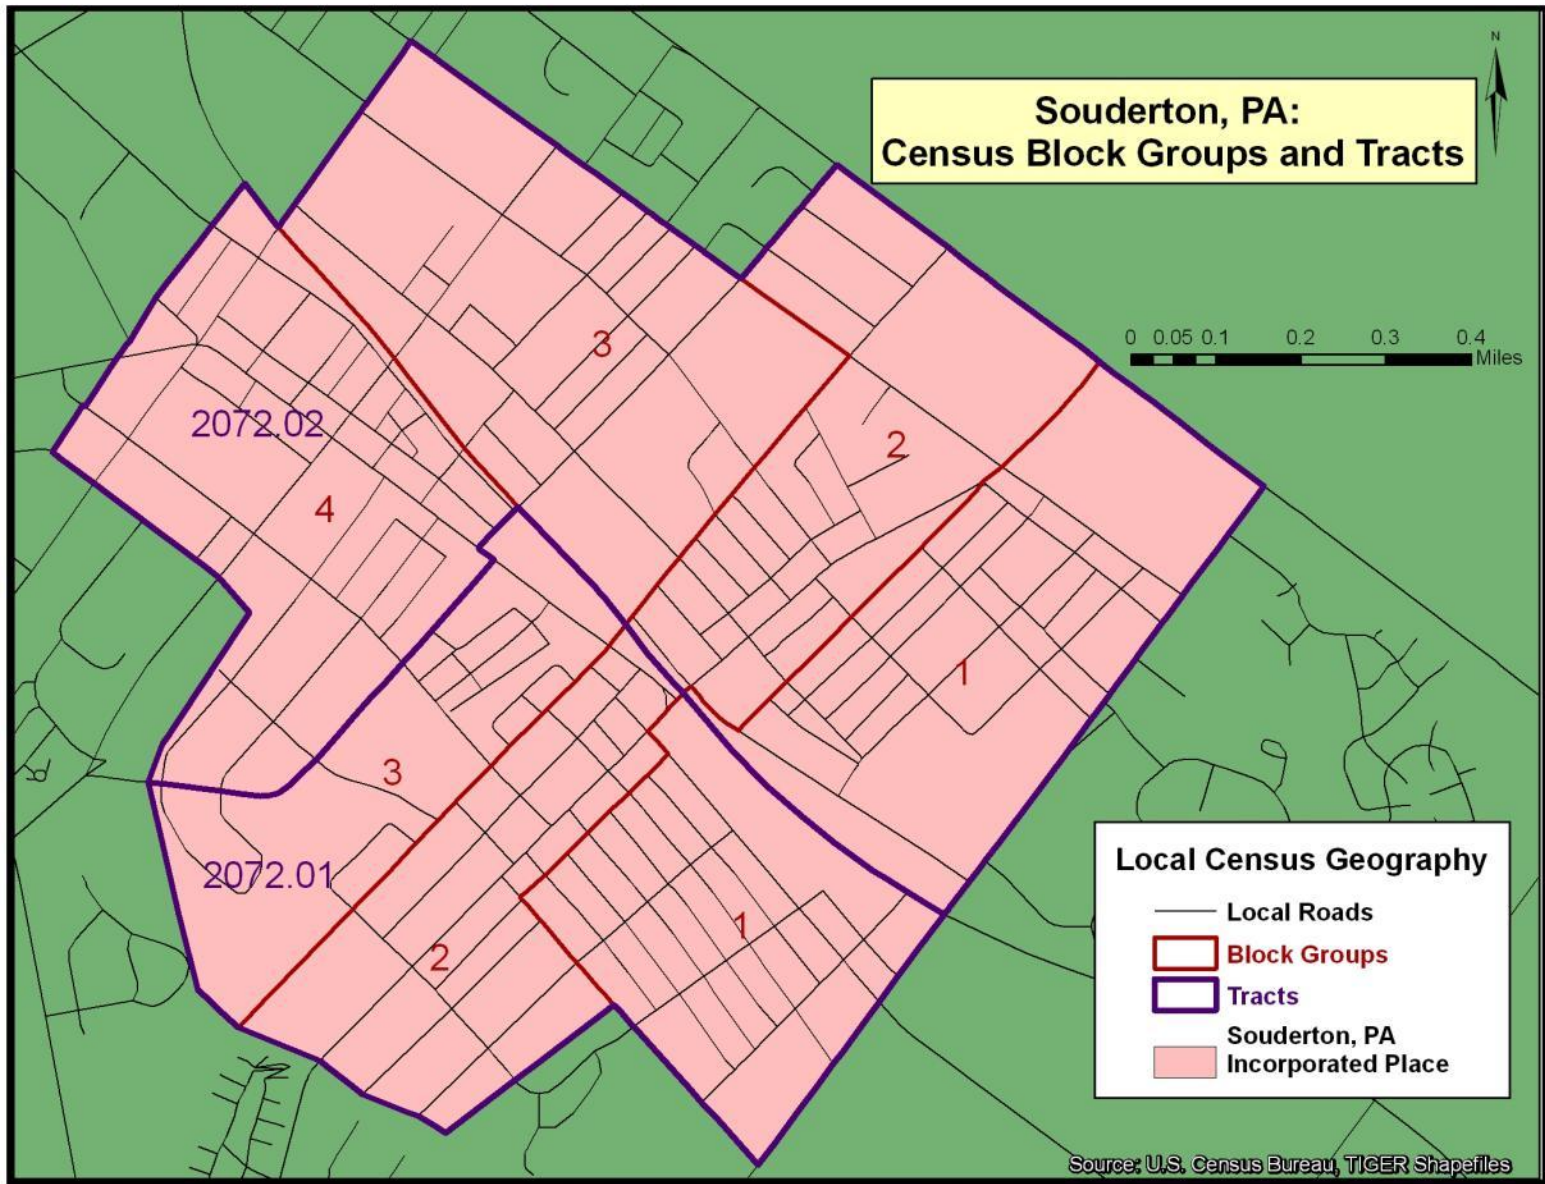 N
Souderton, PA:
Census Block Groups and Tracts
0 0.05 0.1 0.2 0.3 0.4
Miles
3
2
2072.02
4
1
3
2072.01
1
2
Local Census Geography
Local Roads
Block Groups
Tracts
Souderton, PA
Incorporated Place
Source: U.S. Census Bureau, TIGER Shapefiles